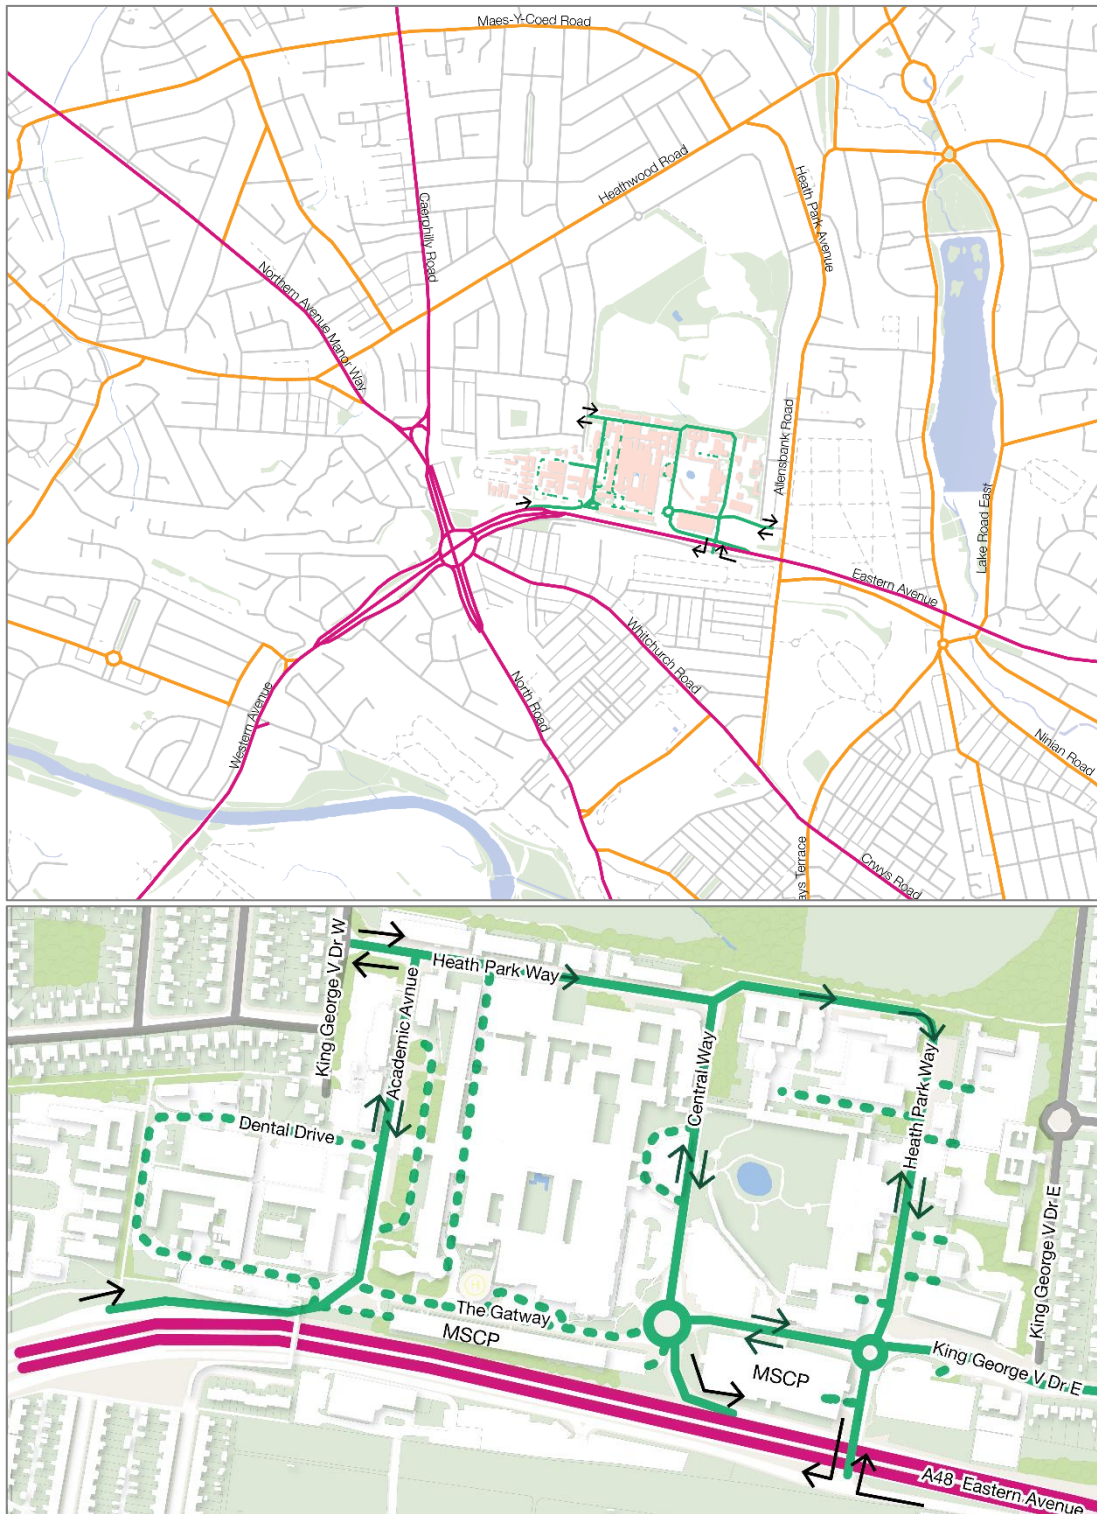 Maes-Y-Coed Road
Heathwood Road
Heath Park Avenue
Caerphilly Road
Northern Avenue Manor Way
Allensbank Road
Lake Road East
Eastern Avenue
Whitchurch Road
North Road
Western Avenue
Ninian Road
Crwys Road
ays Terrace
King George V Dr W
Heath Park Way
Academic Avnue
Central Way
Heath Park Way
Dental Drive
King George V Dr E
The Gatway
MSCP
MSCP
King George V Dr E
A48 Eastern Avenue